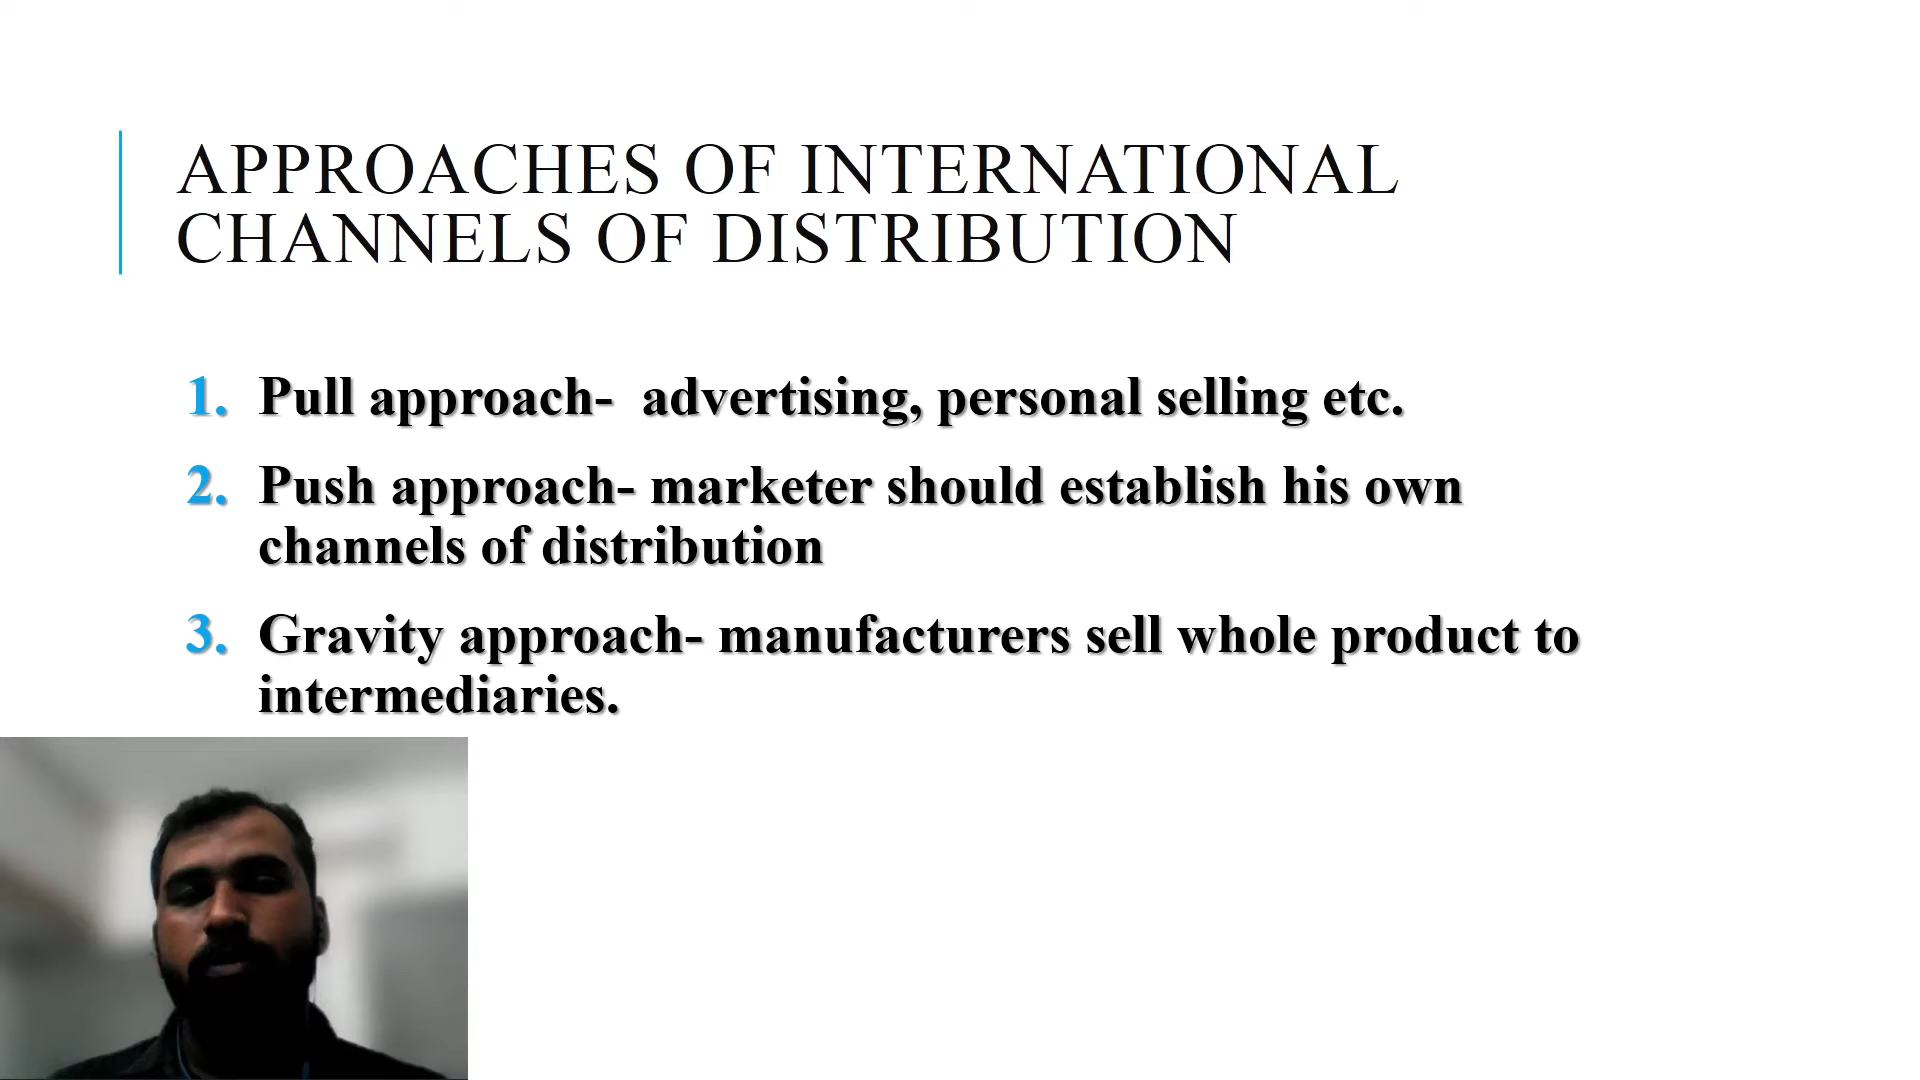 APPROACHES OF INTERNATIONAL
CHANNELS OF DISTRIBUTION
1. Pull approach- advertising, personal selling etc.
2. Push approach- marketer should establish his own
channels of distribution
3. Gravity approach- manufacturers sell whole product to
intermediaries.